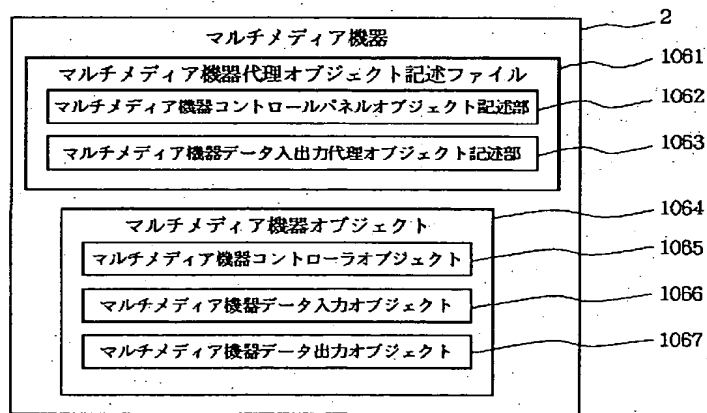 マルチメディア機器
2
マルチメディア機器代理オブジェクト記述ファイル
1061
マルチメディア機器コントロールパネルオブジェクト記述部
1062
マルチメディア機器データ入出力代理オブジェクト記述部
1063
マルチメディア機器オブジェクト
1064
マルチメディア機器コントローラオブジェクト
1065
マルチメディア機器データ入力オブジェクト
1066
マルチメディア機器データ出力オブジェクト
1067